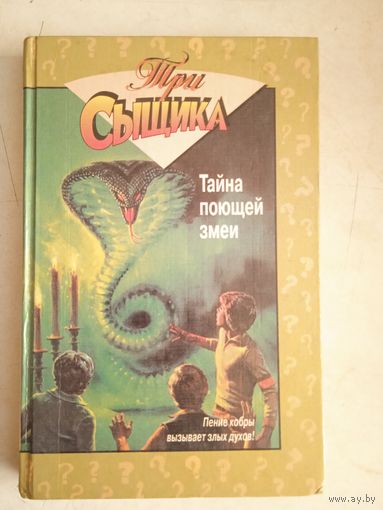 Три
Сыщика
Тайна
поющей
змеи
Пение кобры
вызывает злых духов!
www.ay.by